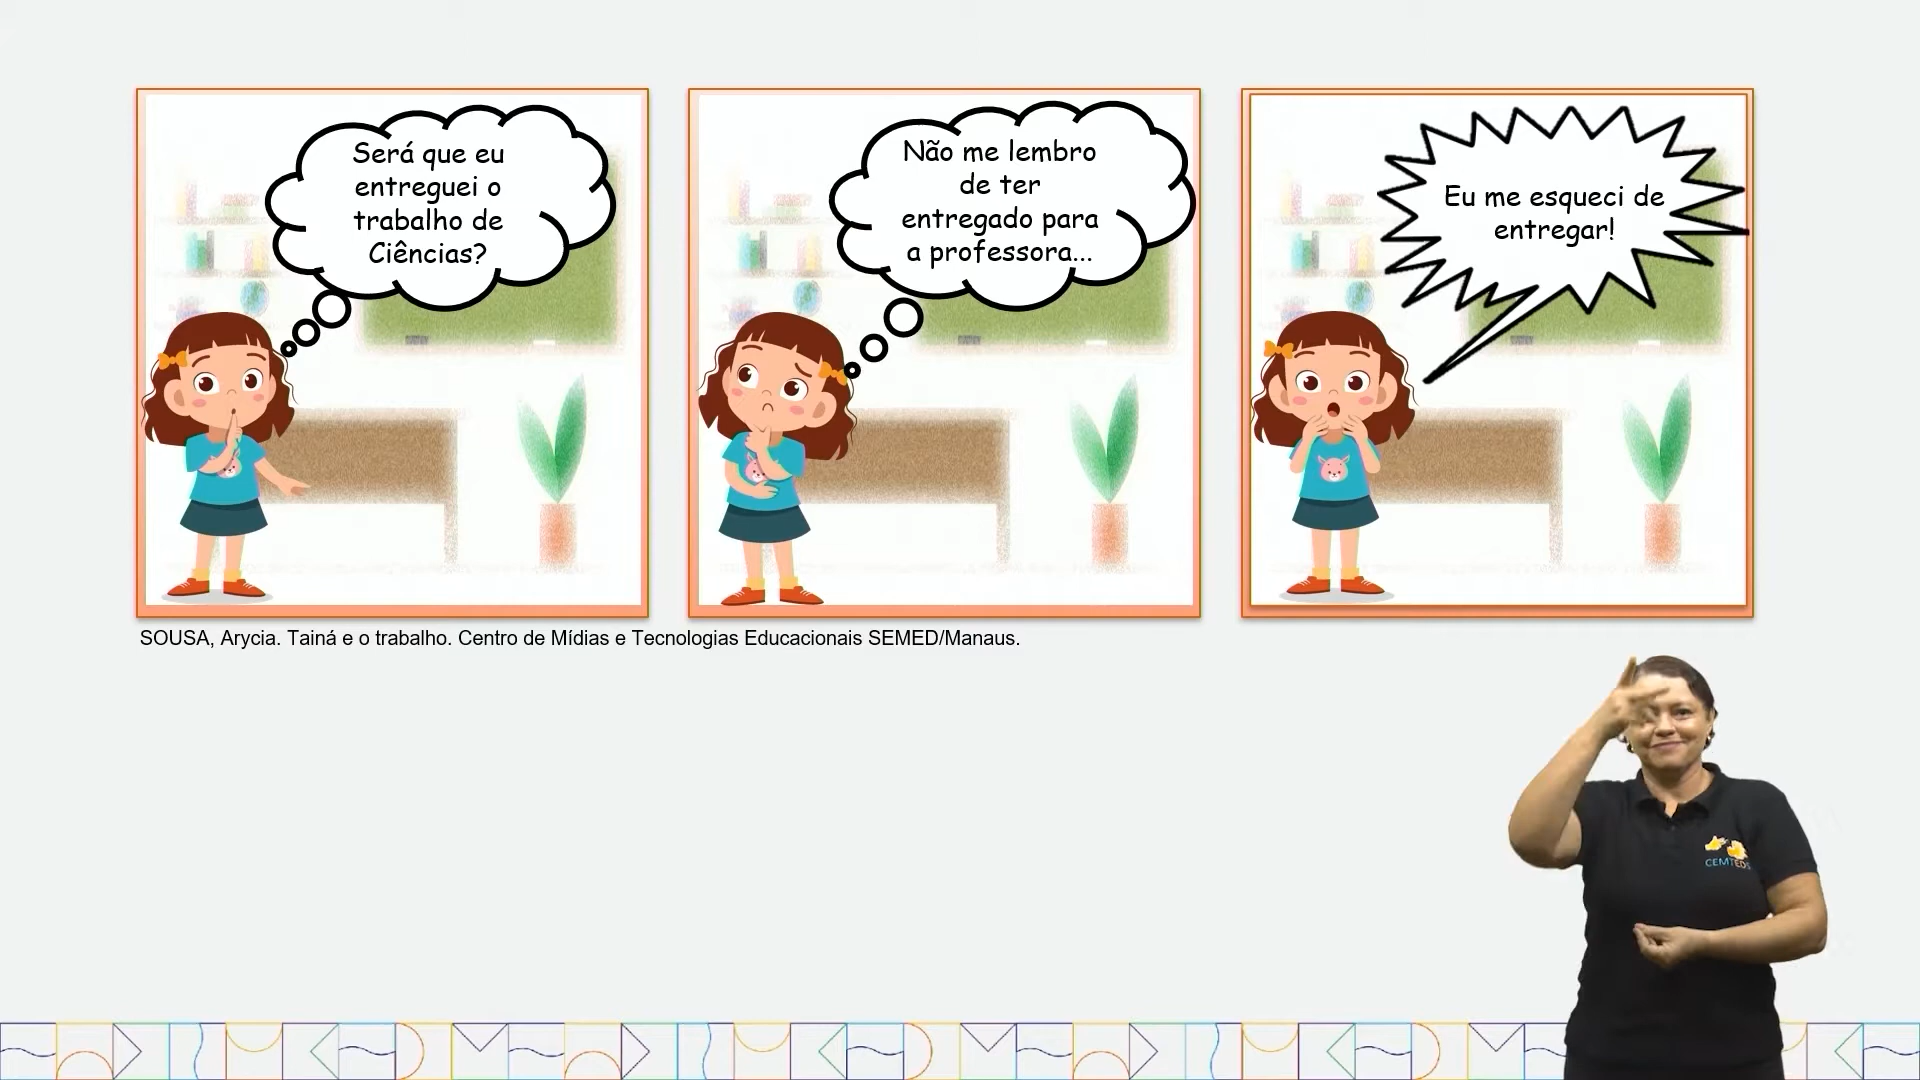 Será que eu
entreguei o
trabalho de
Ciências?
Não me lembro
de ter
entregado para
a professora...
Eu me esqueci de
entregar!
SOUSA, Arycia. Tainá e o trabalho. Centro de Mídias e Tecnologias Educacionais SEMED/Manaus.
CEMTEDS